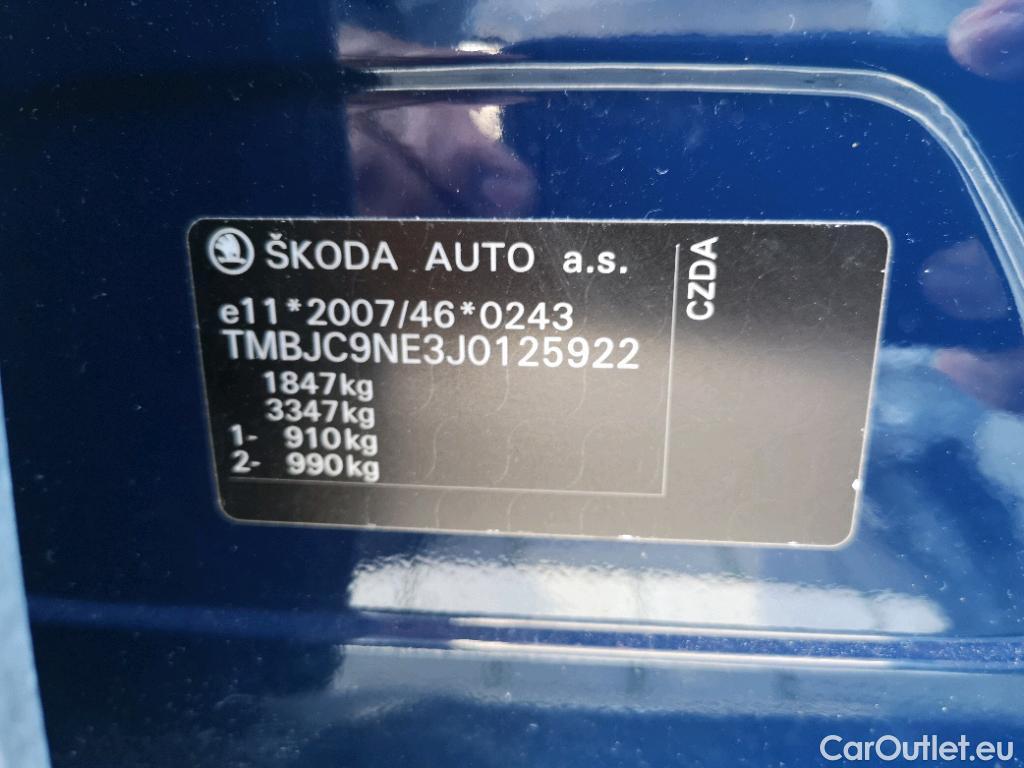 ŠKODA AUTO a.s.
e11*2007/46*0243
TMBJC9NE3J0125922
1847kg
3347kg
1- 910kg
2- 990kg
CZDA
CarOutlet.eu